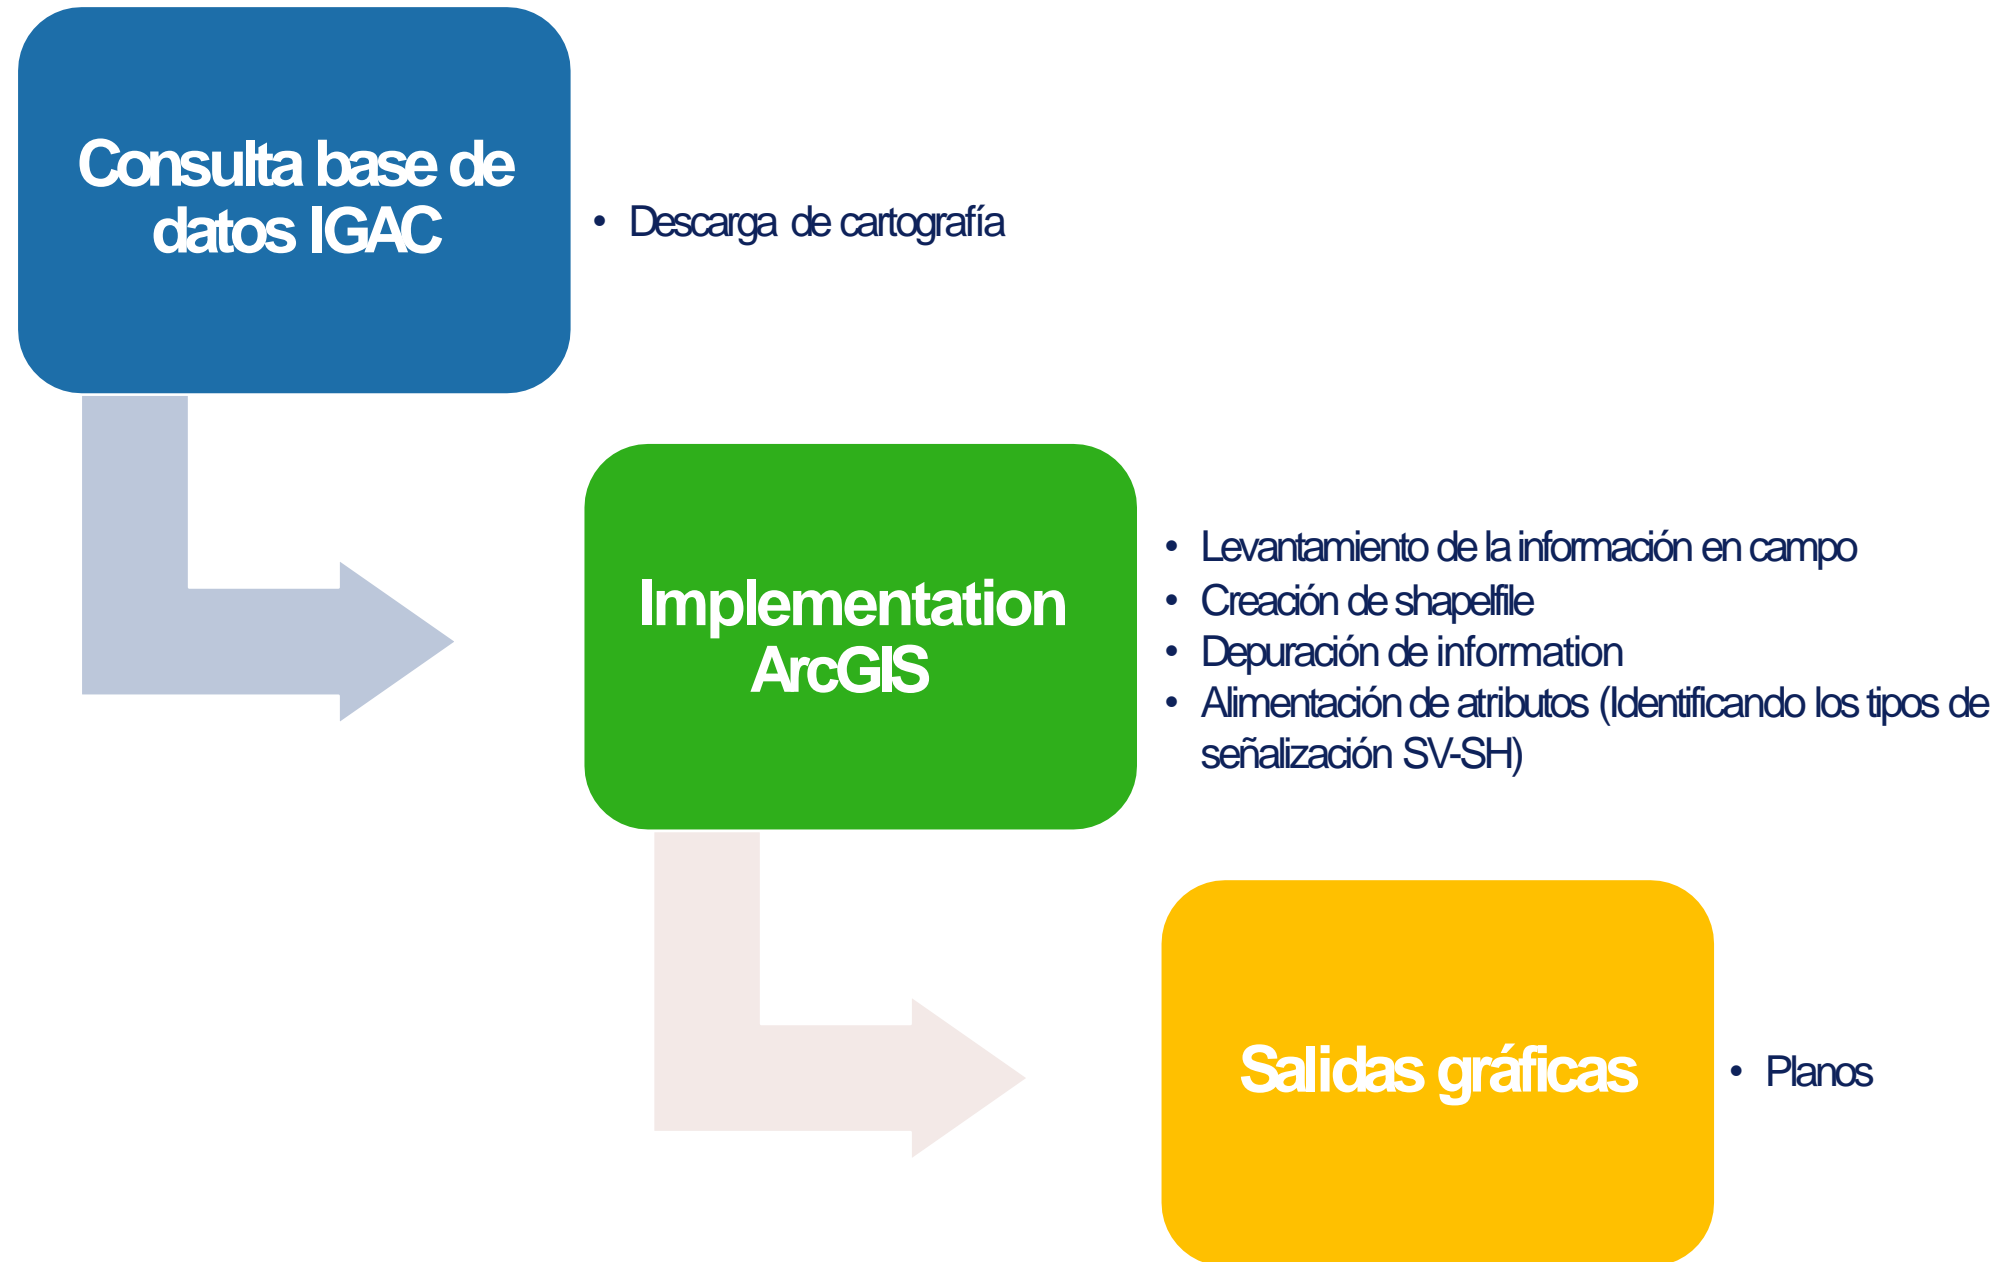 Consulta base de
datos IGAC
• Descarga de cartografía
Implementation
ArcGIS
• Levantamiento de la información en campo
• Creación de shapelfile
• Depuración de information
• Alimentación de atributos (Identificando los tipos de
señalización SV-SH)
Salidas gráficas
• Planos